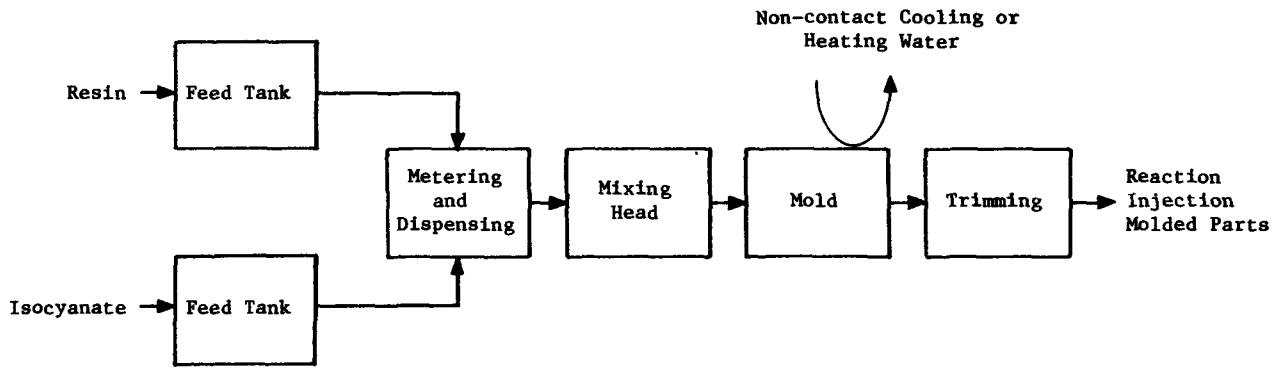 Non-contact Cooling or
Heating Water
Resin
Feed Tank
Metering
and
Dispensing
Mixing
Head
Mold
Trimming
Reaction
Injection
Molded Parts
Isocyanate
Feed Tank